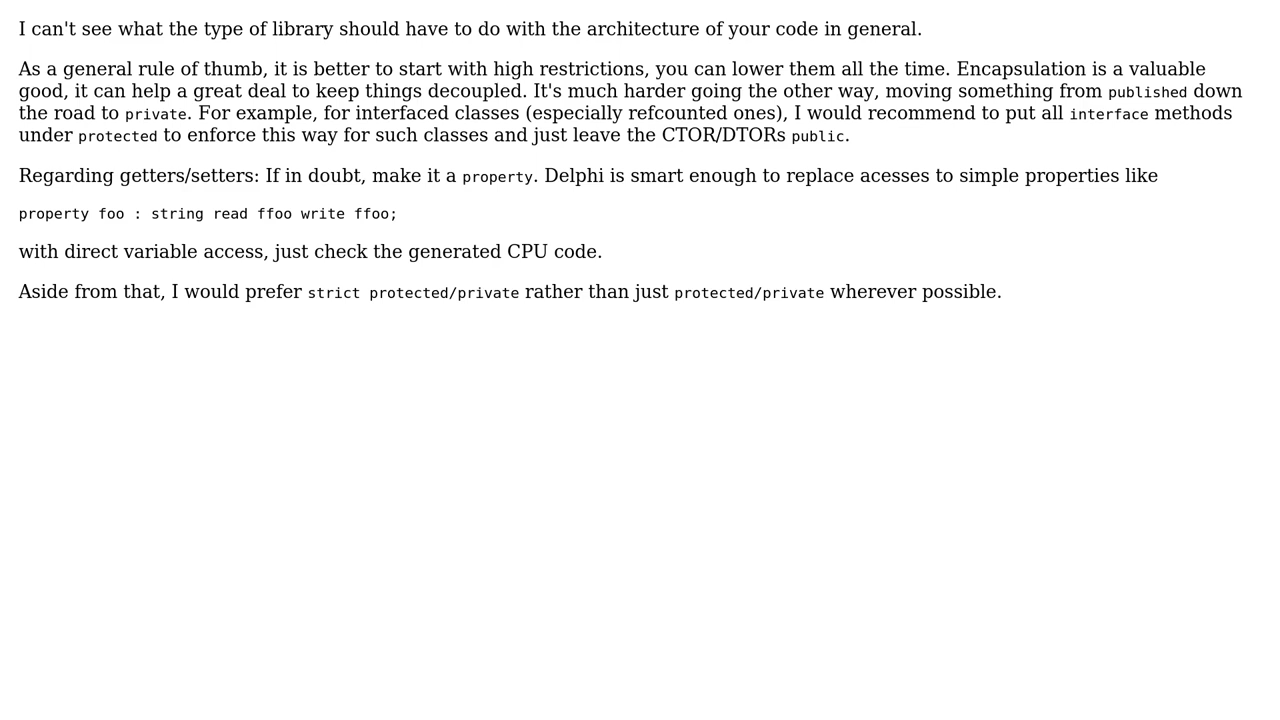 I can't see what the type of library should have to do with the architecture of your code in general.
As a general rule of thumb, it is better to start with high restrictions, you can lower them all the time. Encapsulation is a valuable
good, it can help a great deal to keep things decoupled. It's much harder going the other way, moving something from published down
the road to private. For example, for interfaced classes (especially refcounted ones), I would recommend to put all interface methods
under protected to enforce this way for such classes and just leave the CTOR/DTORs public.
Regarding getters/setters: If in doubt, make it a property. Delphi is smart enough to replace acesses to simple properties like
property foo : string read ffoo write ffoo;
with direct variable access, just check the generated CPU code.
Aside from that, I would prefer strict protected/private rather than just protected/private wherever possible.